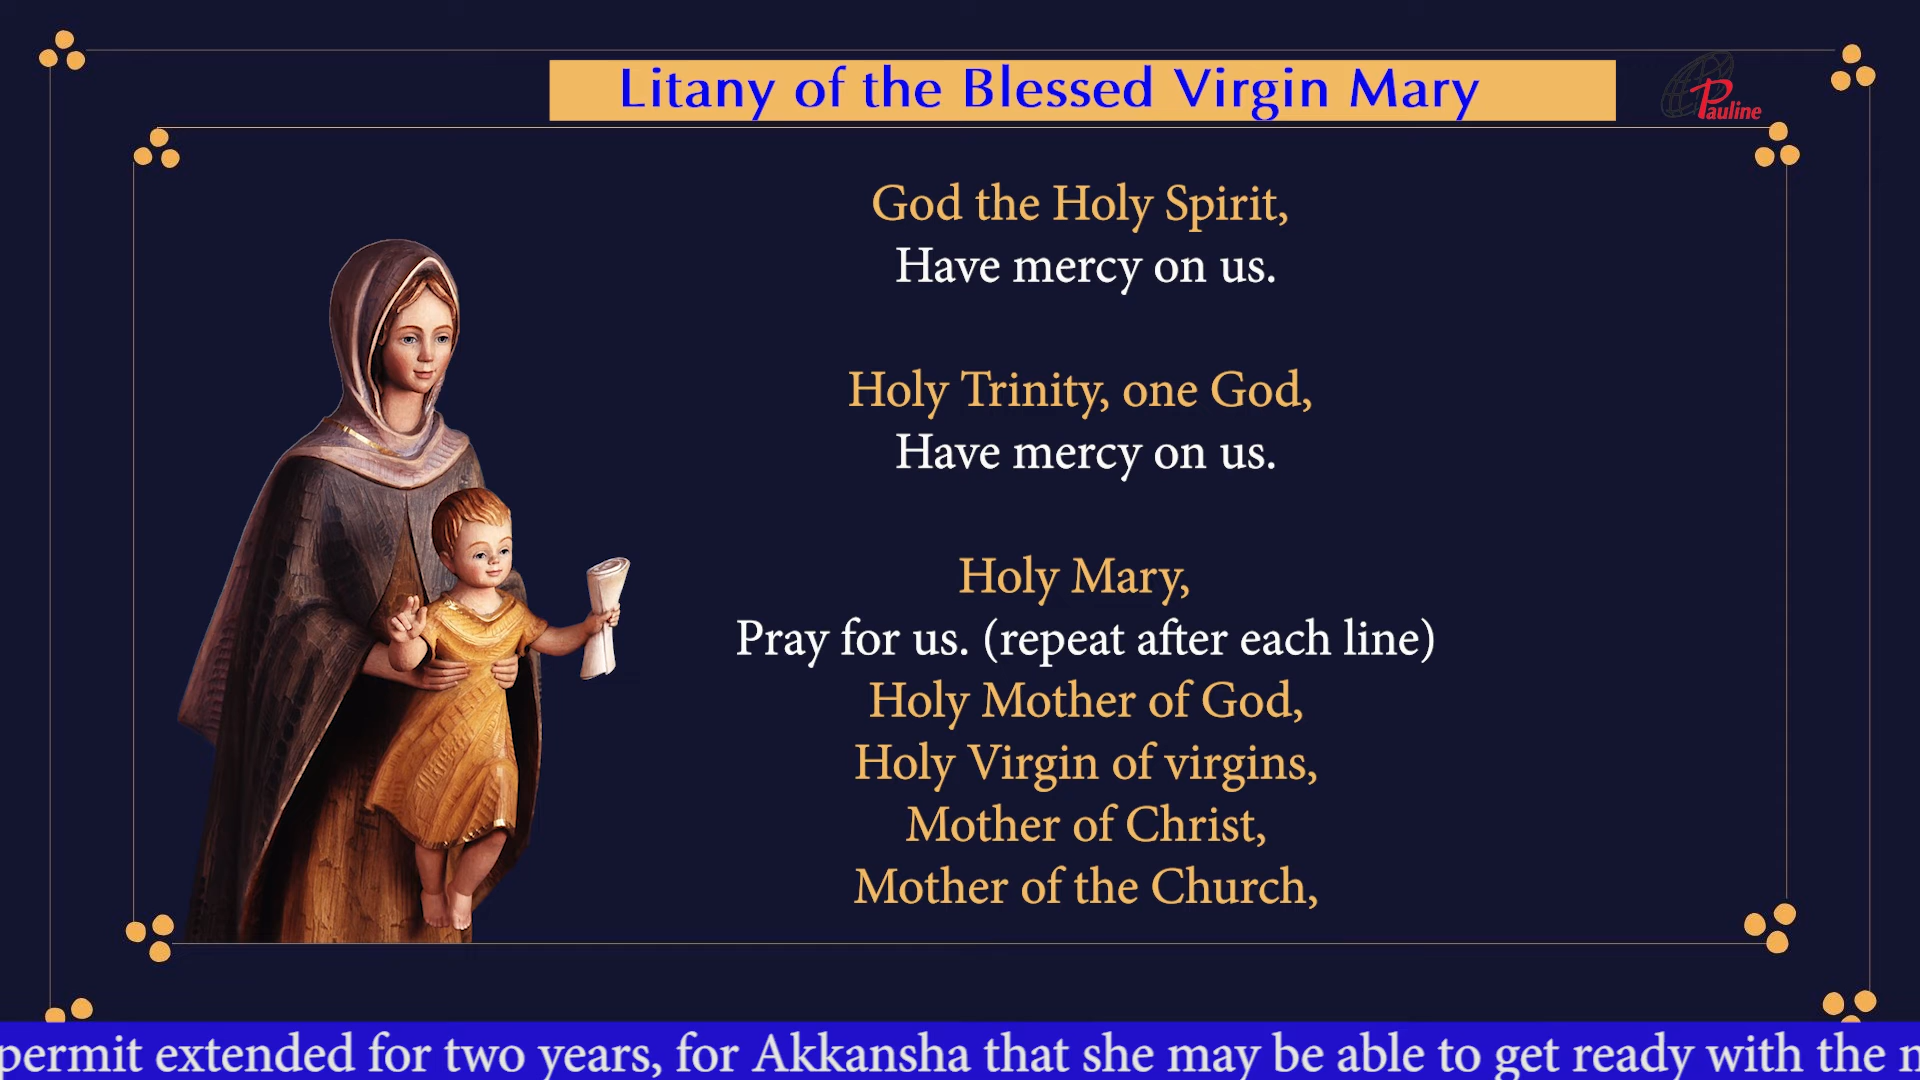 Litany of the Blessed Virgin Mary
Pauline
God the Holy Spirit,
Have mercy on us.
Holy Trinity, one God,
Have mercy on us.
Holy Mary,
Pray for us. (repeat after each line)
Holy Mother of God,
Holy Virgin of virgins,
Mother of Christ,
Mother of the Church,
permit extended for two years, for Akkansha that she may be able to get ready with the